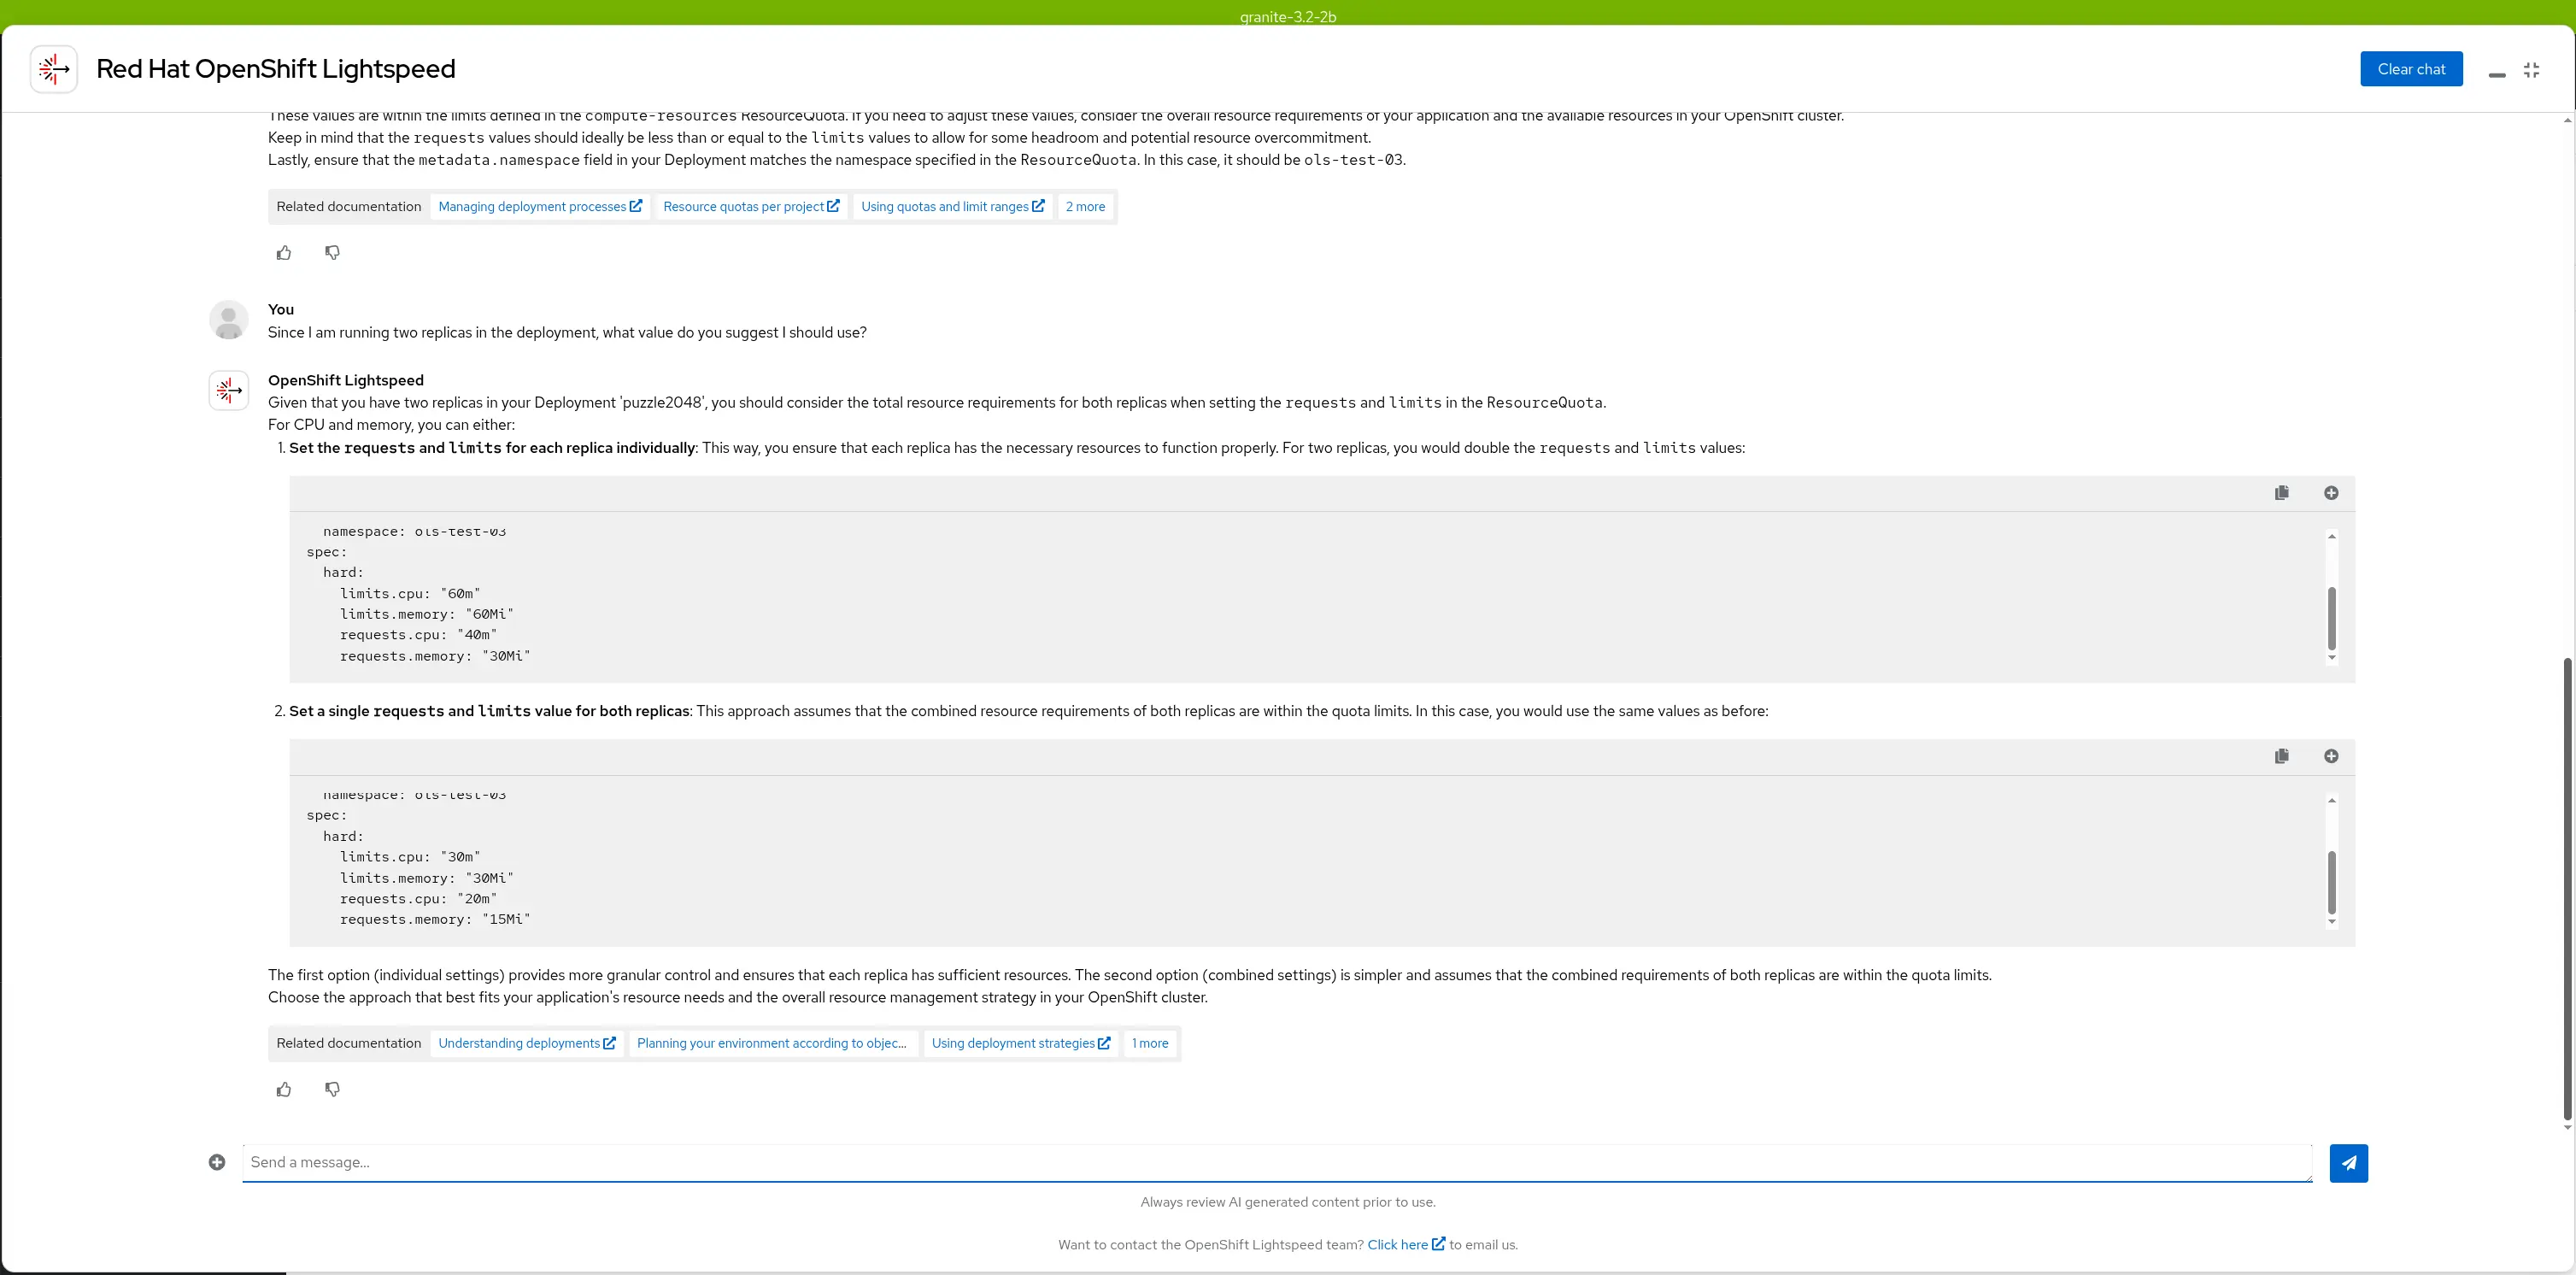 granite-3.2-2b
Red Hat OpenShift Lightspeed
Clear chat
These values are within the limits defined in the compute-resources ResourceQuota. If you need to adjust these values, consider the overall resource requirements of your application and the available resources in your OpenShift cluster.
Keep in mind that the requests values should ideally be less than or equal to the limits values to allow for some headroom and potential resource overcommitment.
Lastly, ensure that the metadata.namespace field in your Deployment matches the namespace specified in the ResourceQuota. In this case, it should be ols-test-03.
Related documentation Managing deployment processes Resource quotas per project Using quotas and limit ranges 2 more
You
Since I am running two replicas in the deployment, what value do you suggest I should use?
OpenShift Lightspeed
Given that you have two replicas in your Deployment 'puzzle2048', you should consider the total resource requirements for both replicas when setting the requests and limits in the ResourceQuota.
For CPU and memory, you can either:
1. Set the requests and limits for each replica individually: This way, you ensure that each replica has the necessary resources to function properly. For two replicas, you would double the requests and limits values:
namespace: ols-test-03
spec:
hard:
limits.cpu: "60m"
limits.memory: "60Mi"
requests.cpu: "40m"
requests.memory: "30Mi"
2. Set a single requests and limits value for both replicas: This approach assumes that the combined resource requirements of both replicas are within the quota limits. In this case, you would use the same values as before:
namespace: ols-test-03
spec:
hard:
limits.cpu: "30m"
limits.memory: "30Mi"
requests.cpu: "20m"
requests.memory: "15Mi"
The first option (individual settings) provides more granular control and ensures that each replica has sufficient resources. The second option (combined settings) is simpler and assumes that the combined requirements of both replicas are within the quota limits.
Choose the approach that best fits your application's resource needs and the overall resource management strategy in your OpenShift cluster.
Related documentation Understanding deployments Planning your environment according to objec... Using deployment strategies 1 more
Send a message...
Always review AI generated content prior to use.
Want to contact the OpenShift Lightspeed team? Click here to email us.